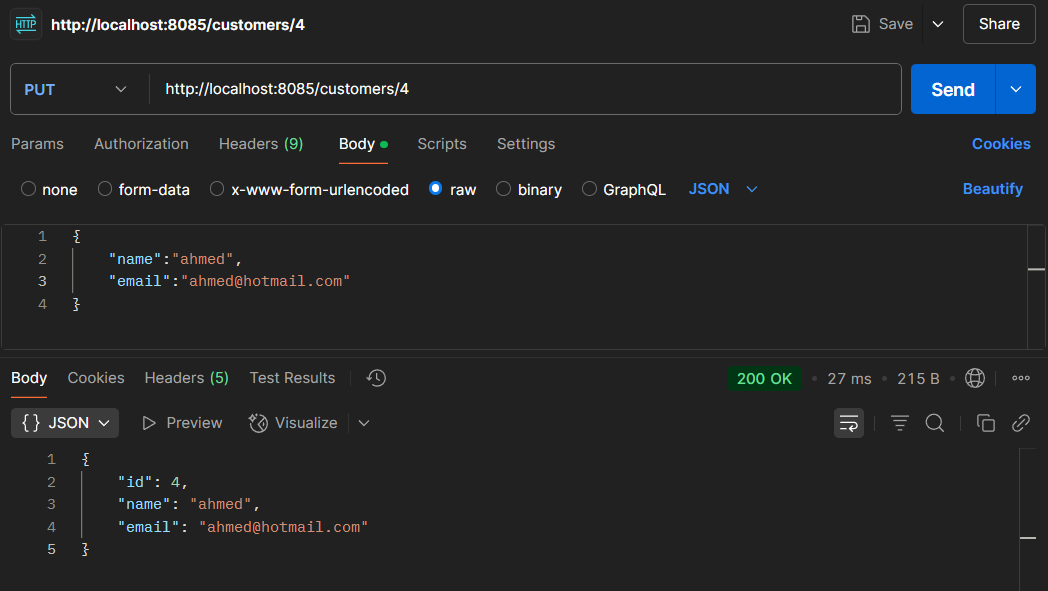 HTTP http://localhost:8085/customers/4 Save Share
PUT http://localhost:8085/customers/4 Send
Params Authorization Headers (9) Body Scripts Settings Cookies
none form-data x-www-form-urlencoded raw binary GraphQL JSON Beautify
1 {
2 "name":"ahmed",
3 "email":"ahmed@hotmail.com"
4 }
Body Cookies Headers (5) Test Results 200 OK • 27 ms • 215 B
{} JSON Preview Visualize
1 {
2 "id": 4,
3 "name": "ahmed",
4 "email": "ahmed@hotmail.com"
5 }